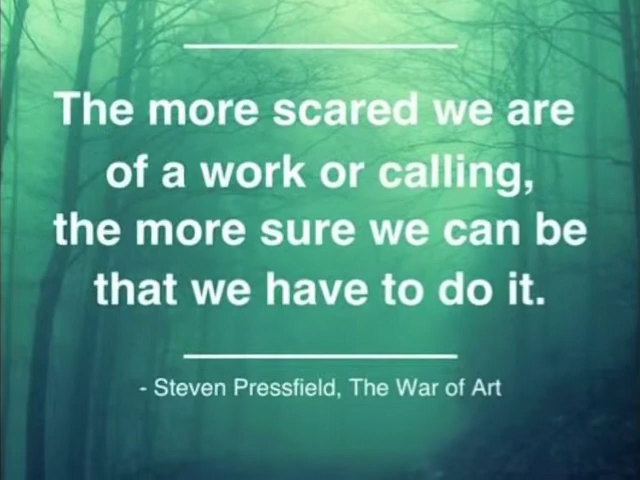 The more scared we are
of a work or calling,
the more sure we can be
that we have to do it.
- Steven Pressfield, The War of Art